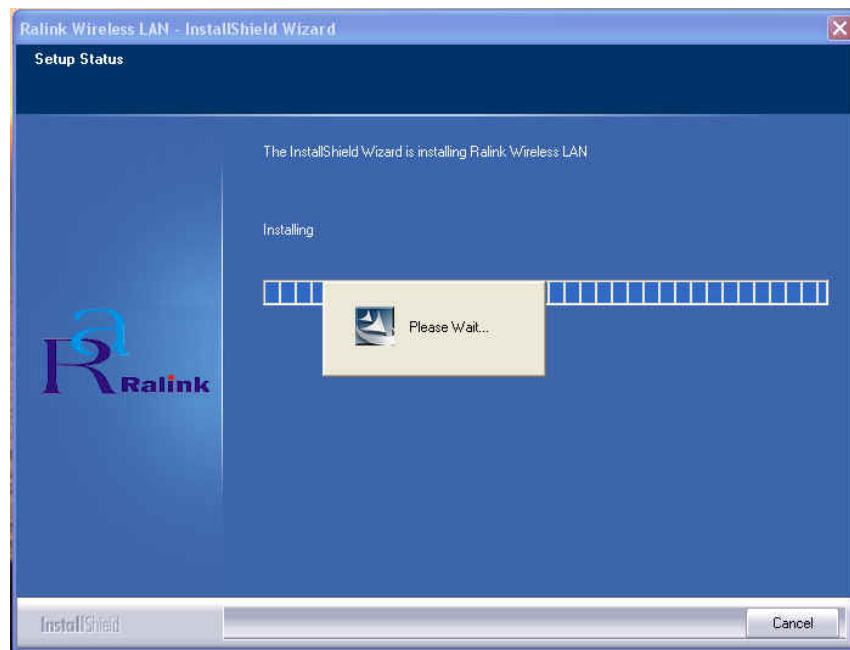 Ralink Wireless LAN - InstallShield Wizard
Setup Status
The InstallShield Wizard is installing Ralink Wireless LAN
Installing
Please Wait...
Ra
Ralink
InstallShield
Cancel